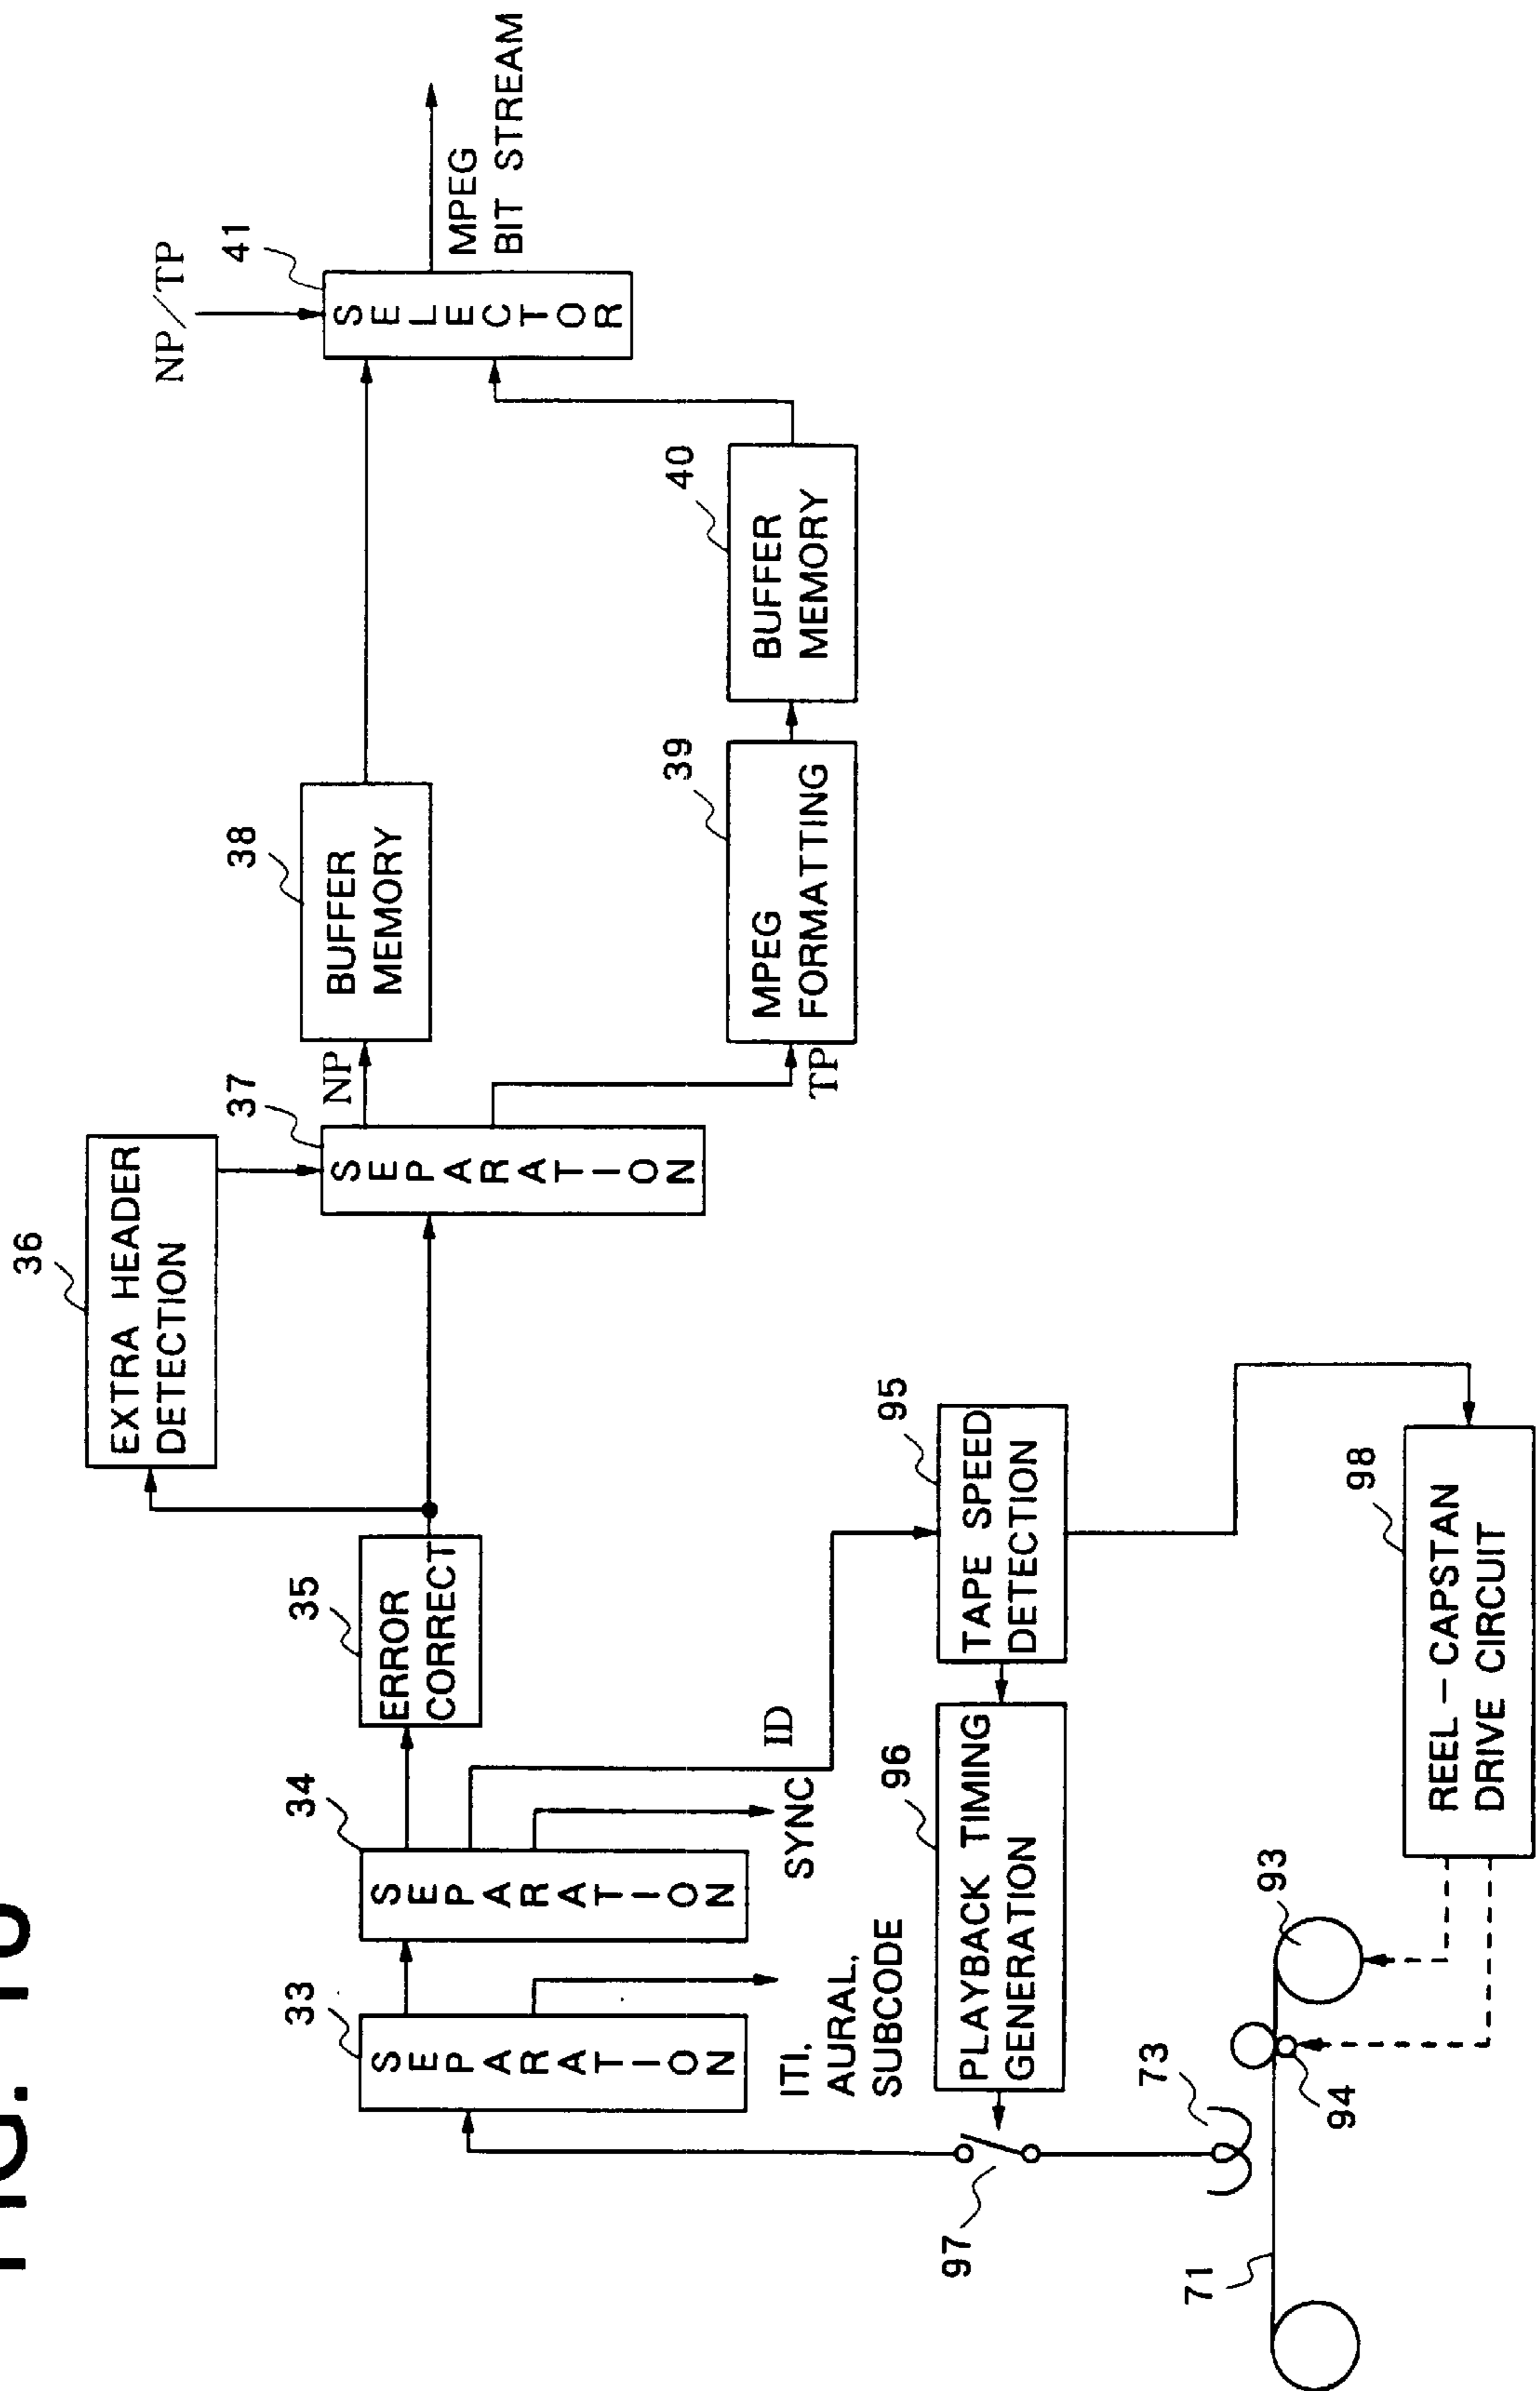 36
EXTRA HEADER
DETECTION
NP/TP
41
SELECTOR
MPEG
BIT STREAM
37
SEPARATION
NP
TP
38
BUFFER
MEMORY
39
MPEG
FORMATTING
40
BUFFER
MEMORY
33
SEPARATION
ITI,
AURAL,
SUBCODE
34
SEPARATION
SYNC
ID
35
ERROR
CORRECT
95
TAPE SPEED
DETECTION
96
PLAYBACK TIMING
GENERATION
97
73
71
94
93
98
REEL-CAPSTAN
DRIVE CIRCUIT